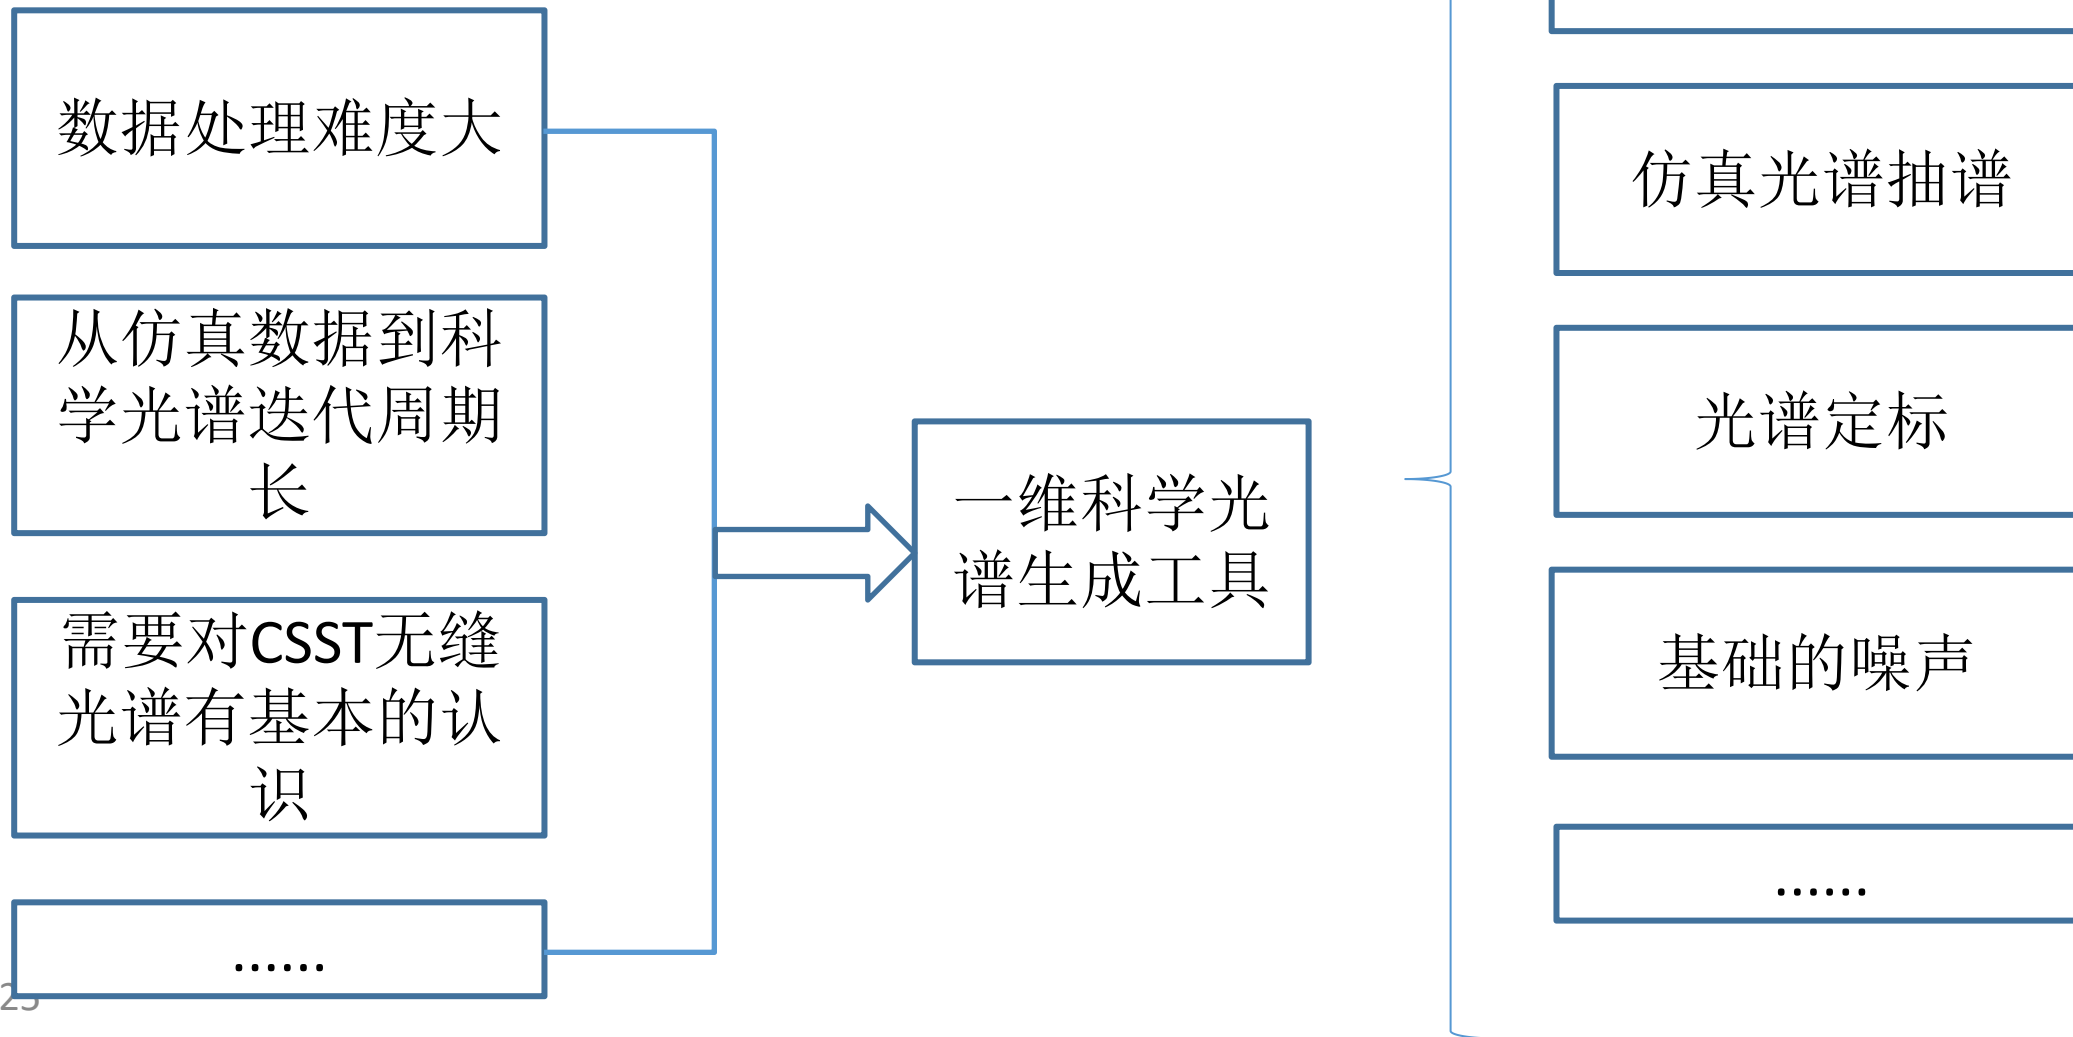 数据处理难度大
从仿真数据到科
学光谱迭代周期
长
需要对CSST无缝
光谱有基本的认
识
......
一维科学光
谱生成工具
仿真光谱抽谱
光谱定标
基础的噪声
......